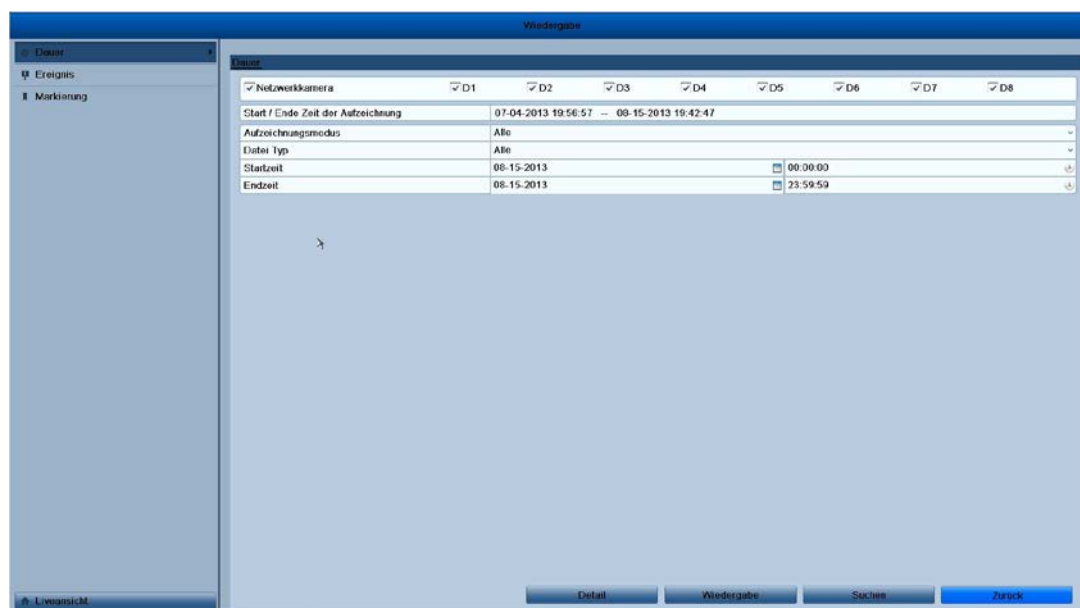 Wiedergabe
Dauer
Ereignis
Markierung
Dauer
Netzwerkkamera D1 D2 D3 D4 D5 D6 D7 D8
Start / Ende Zeit der Aufzeichnung 07-04-2013 19:56:57 -- 08-15-2013 19:42:47
Aufzeichnungsmodus Alle
Datei Typ Alle
Startzeit 08-15-2013 00:00:00
Endzeit 08-15-2013 23:59:59
Liveansicht Detail Wiedergabe Suchen Zurück